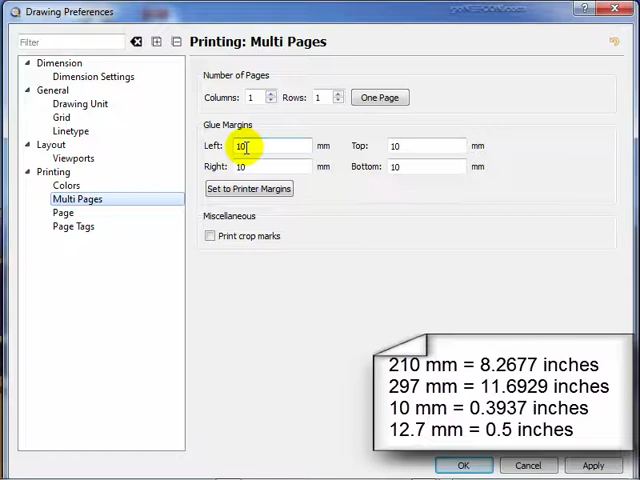 Drawing Preferences
Filter
Dimension
Dimension Settings
General
Drawing Unit
Grid
Linetype
Layout
Viewports
Printing
Colors
Multi Pages
Page
Page Tags
Printing: Multi Pages
Number of Pages
Columns: 1 Rows: 1 One Page
Glue Margins
Left: 10 mm Top: 10 mm
Right: 10 mm Bottom: 10 mm
Set to Printer Margins
Miscellaneous
Print crop marks
210 mm = 8.2677 inches
297 mm = 11.6929 inches
10 mm = 0.3937 inches
12.7 mm = 0.5 inches
OK Cancel Apply